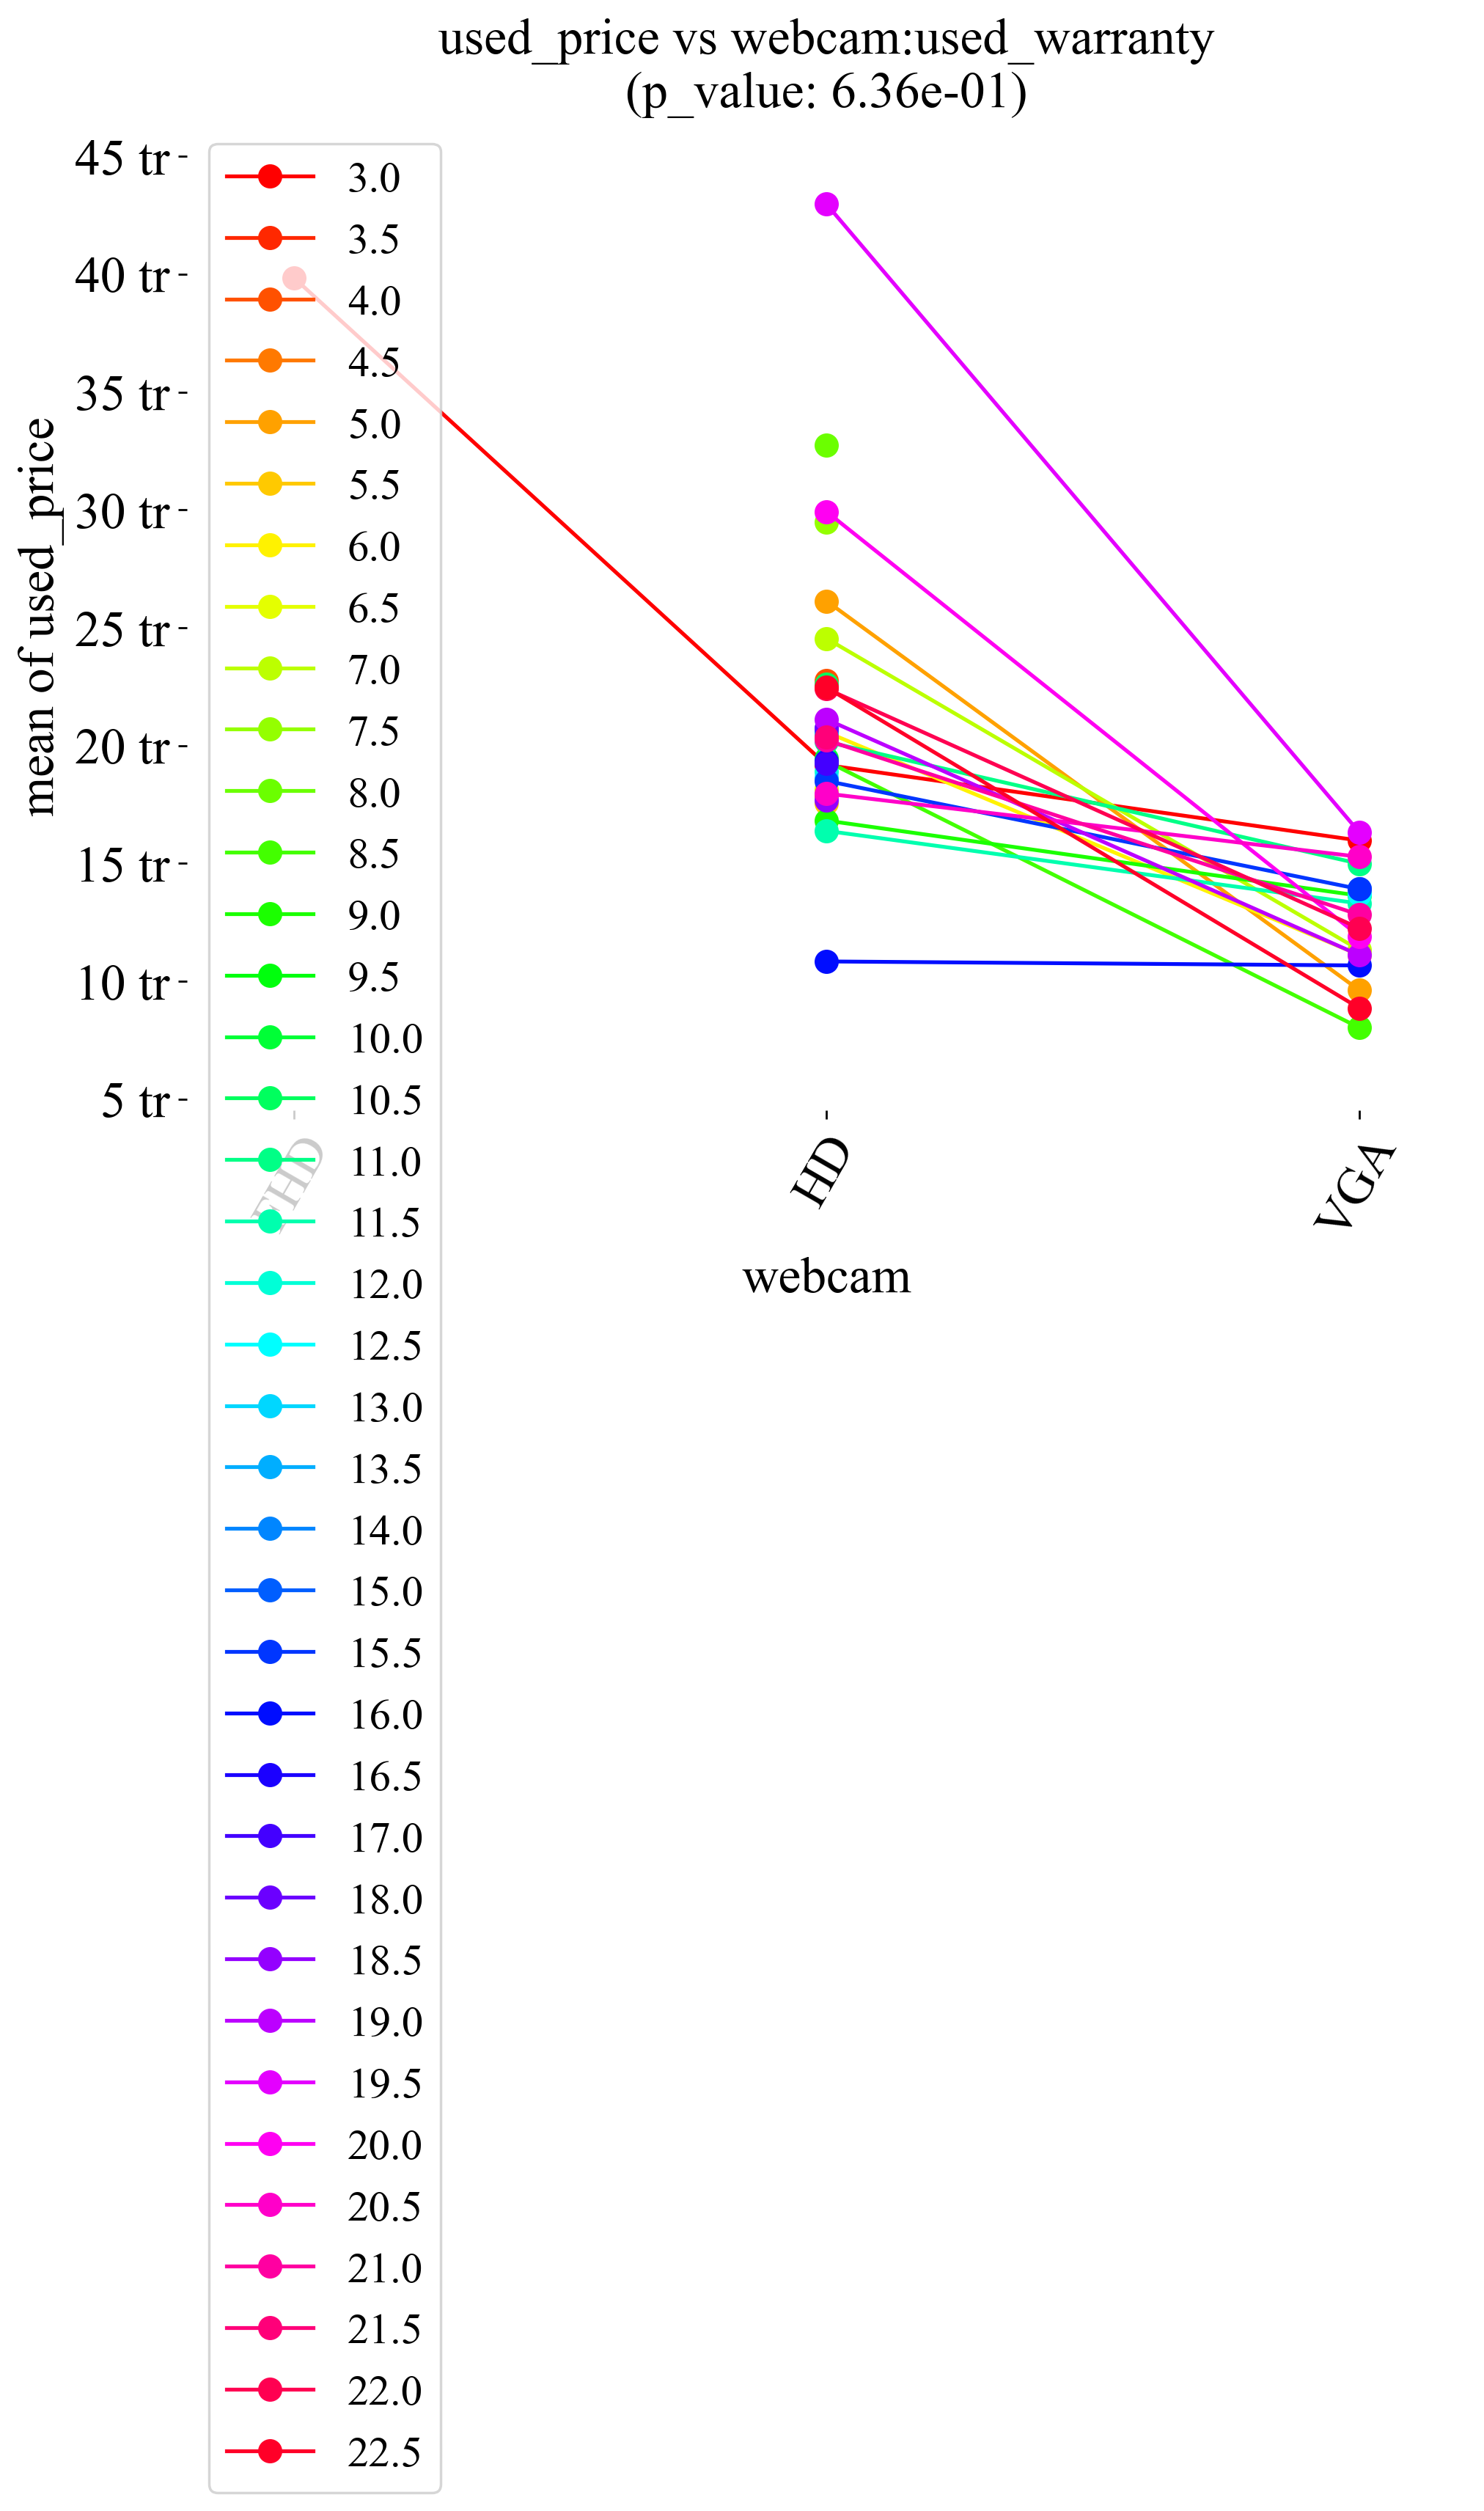 used_price vs webcam:used_warranty
(p_value: 6.36e-01)
mean of used_price
45 tr
40 tr
35 tr
30 tr
25 tr
20 tr
15 tr
10 tr
5 tr
3.0
3.5
4.0
4.5
5.0
5.5
6.0
6.5
7.0
7.5
8.0
8.5
9.0
9.5
10.0
10.5
11.0
11.5
12.0
12.5
13.0
13.5
14.0
15.0
15.5
16.0
16.5
17.0
18.0
18.5
19.0
19.5
20.0
20.5
21.0
21.5
22.0
22.5
FHD
HD
VGA
webcam